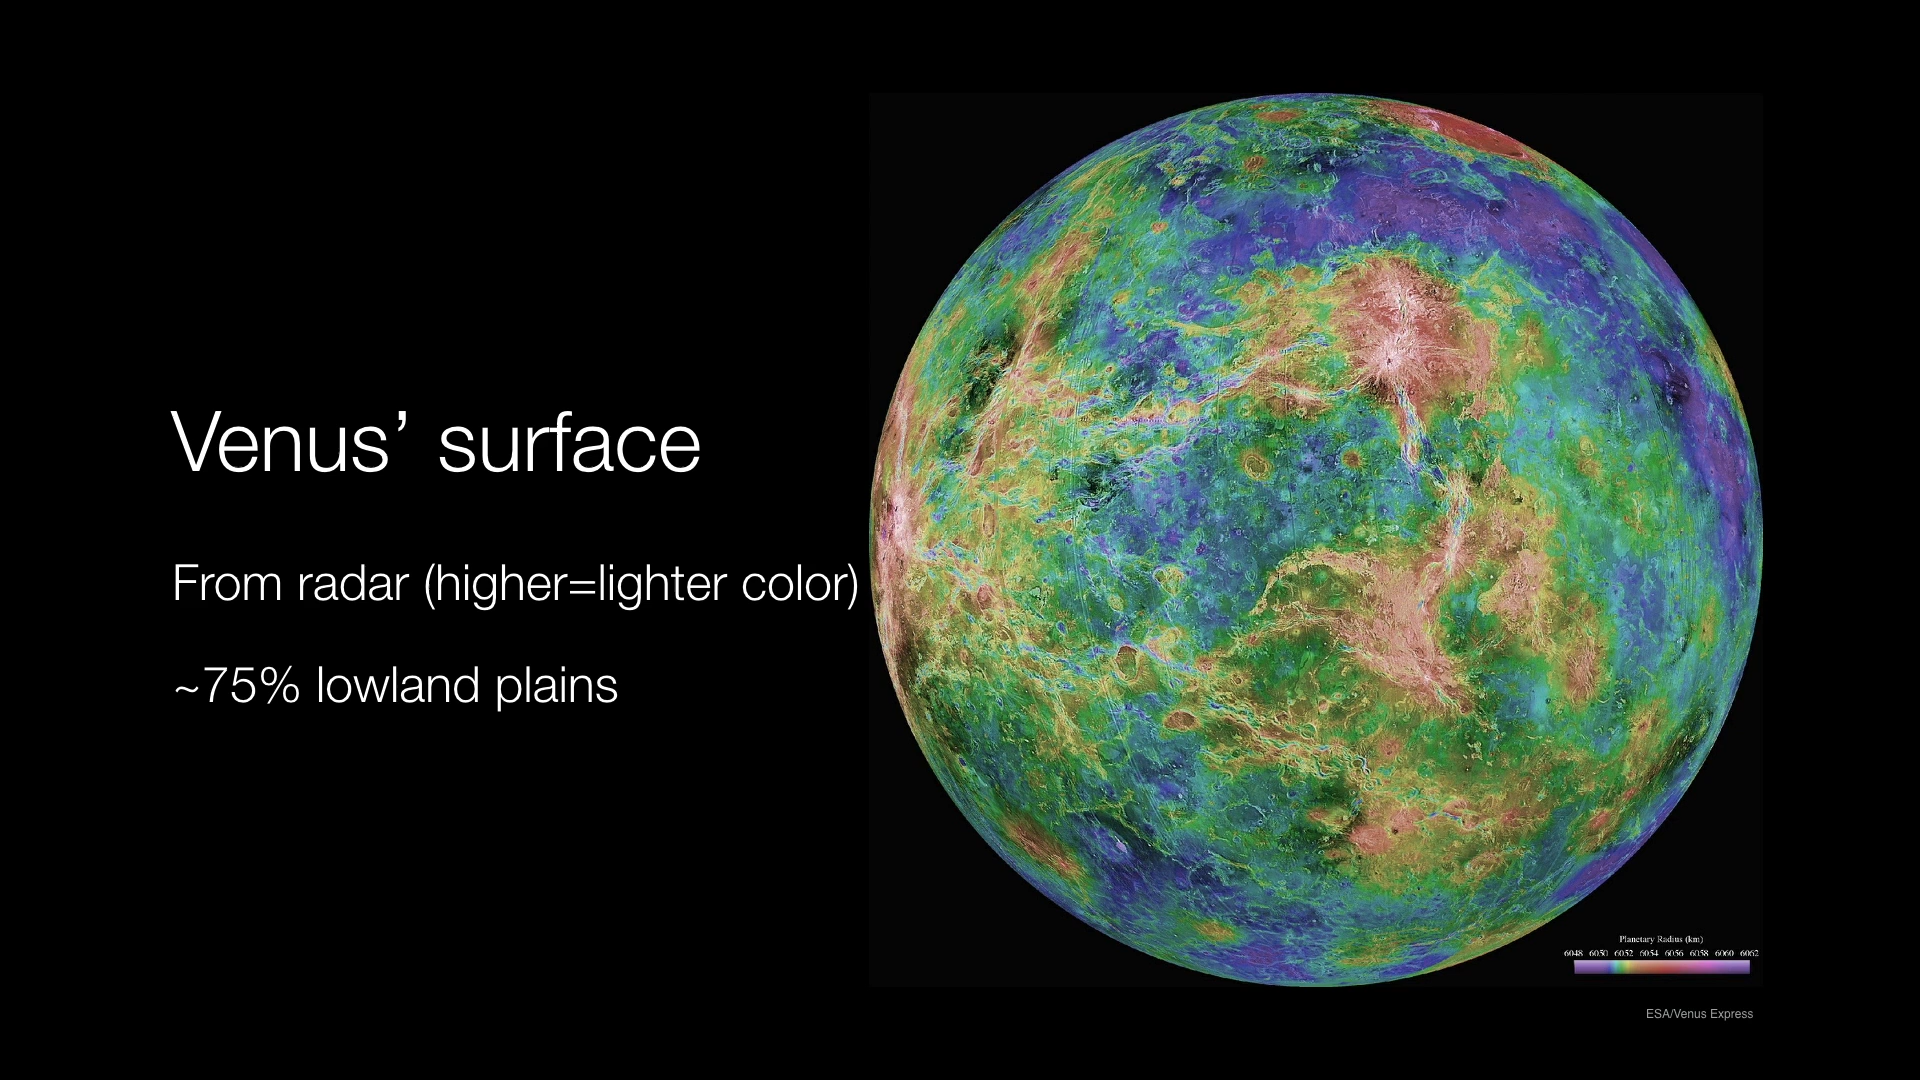 Venus’ surface
From radar (higher=lighter color)
~75% lowland plains
Planetary Radius (km)
6048 6050 6052 6054 6056 6058 6060 6062
ESA/Venus Express